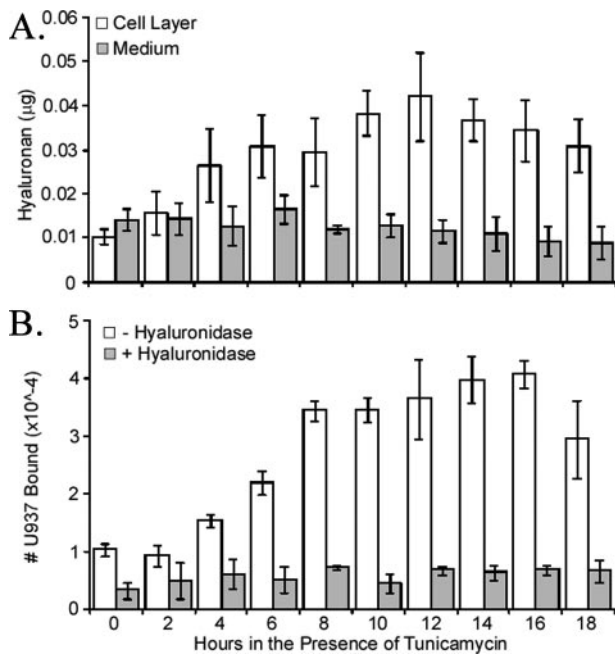 A.
Cell Layer
Medium
Hyaluronan (µg)
0.06
0.05
0.04
0.03
0.02
0.01
0
B.
- Hyaluronidase
+ Hyaluronidase
# U937 Bound (x10^-4)
5
4
3
2
1
0
0 2 4 6 8 10 12 14 16 18
Hours in the Presence of Tunicamycin